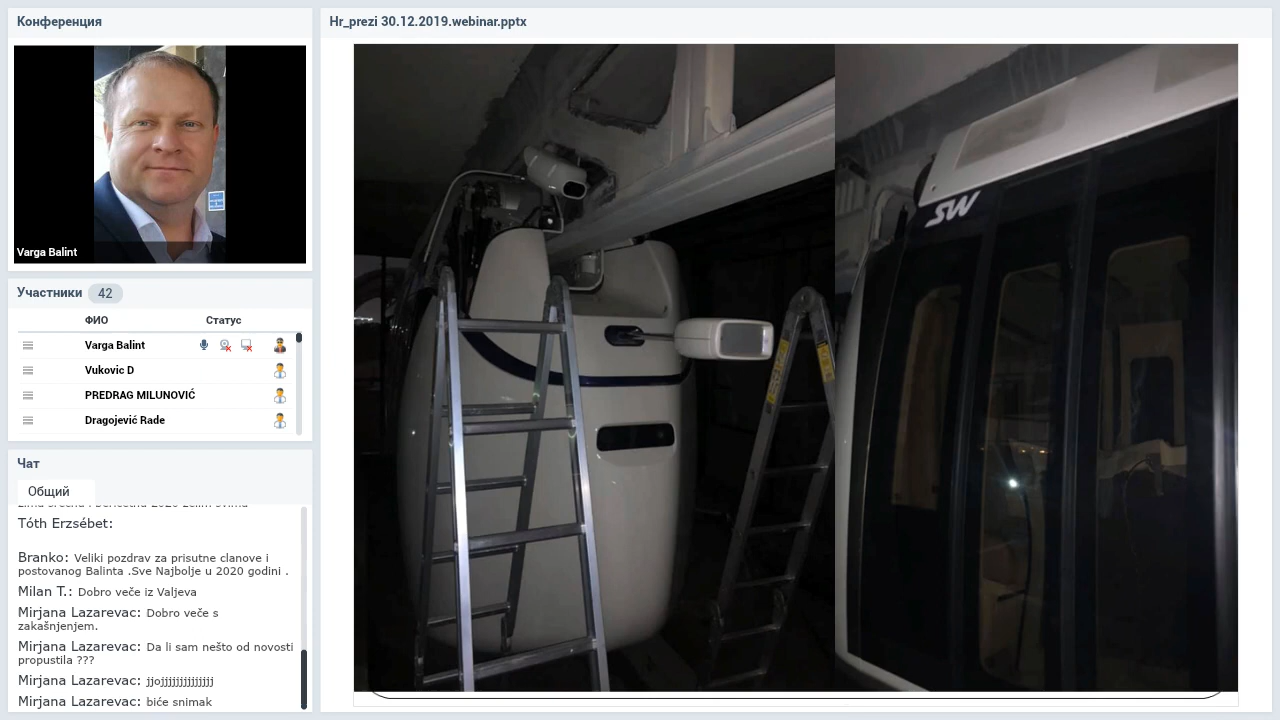 Конференция
Varga Balint
Участники 42
ФИО Статус
Varga Balint
Vukovic D
PREDRAG MILUNOVIĆ
Dragojević Rade
Чат
Общий
Tóth Erzsébet:
Branko: Veliki pozdrav za prisutne clanove i
postovanog Balinta .Sve Najbolje u 2020 godini .
Milan T.: Dobro veče iz Valjeva
Mirjana Lazarevac: Dobro veče s
zakašnjenjem.
Mirjana Lazarevac: Da li sam nešto od novosti
propustila ???
Mirjana Lazarevac: jjojjjjjjjjjjjjjjj
Mirjana Lazarevac: biće snimak
Hr_prezi 30.12.2019.webinar.pptx
SW